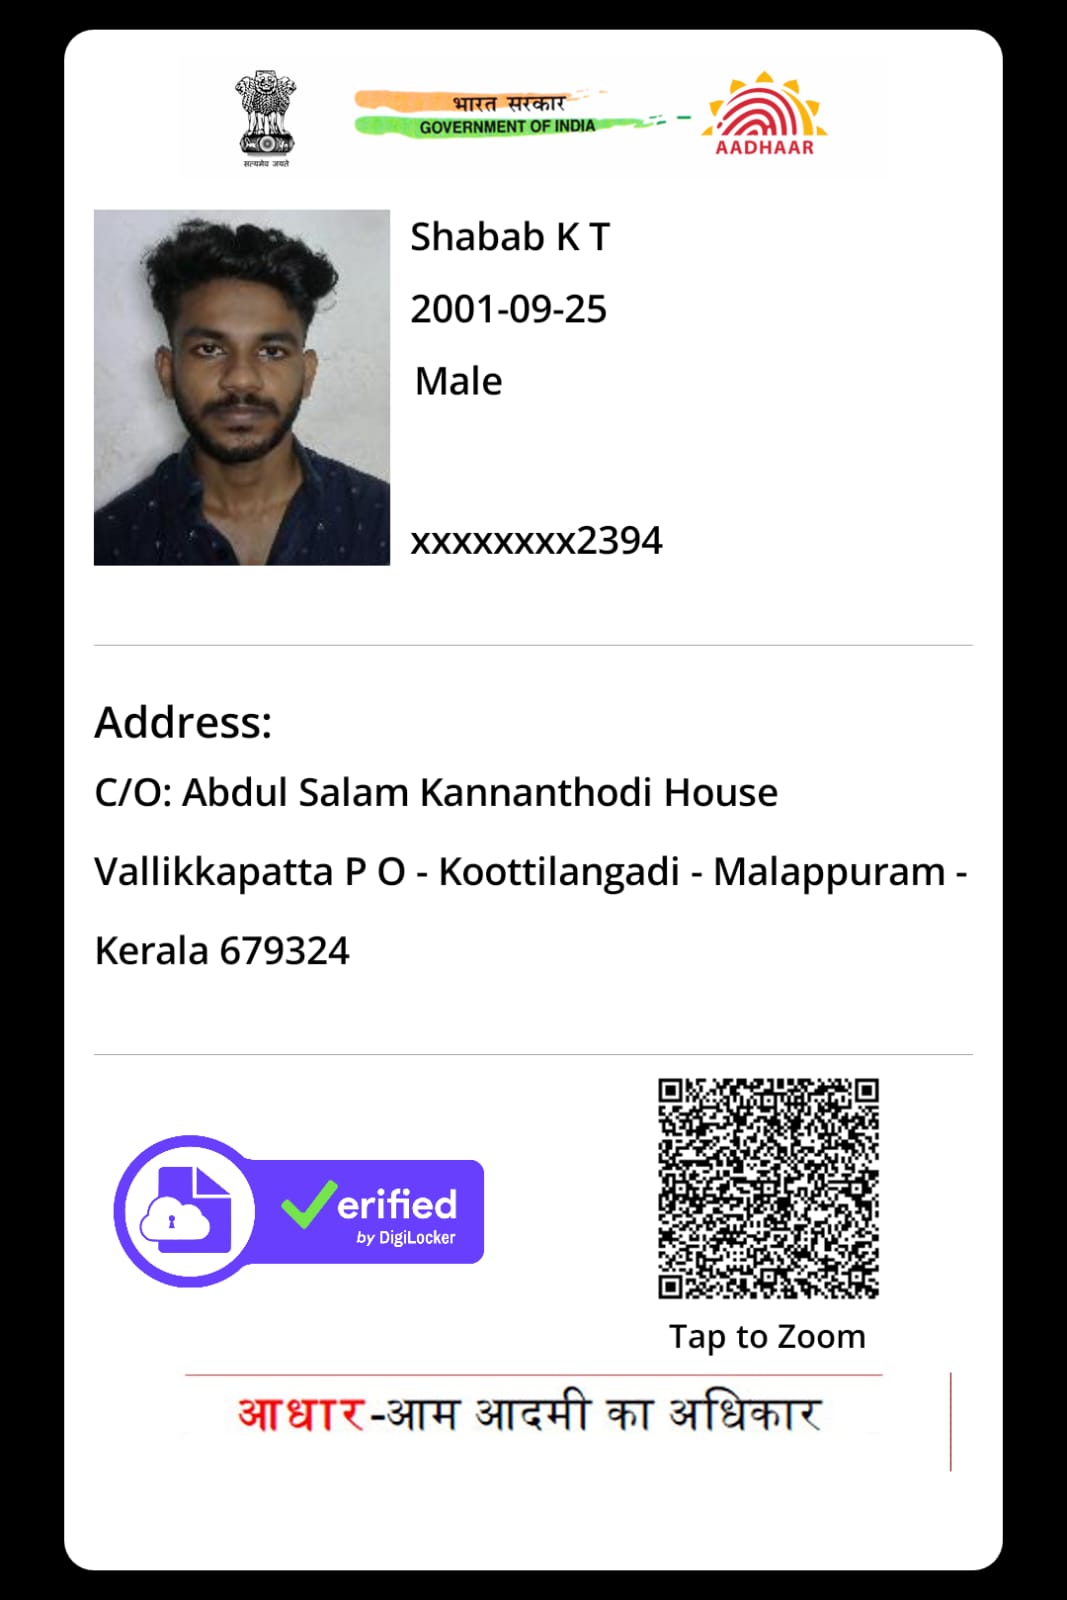 सत्यमेव जयते
भारत सरकार
GOVERNMENT OF INDIA
AADHAAR
Shabab K T
2001-09-25
Male
xxxxxxxx2394
Address:
C/O: Abdul Salam Kannanthodi House
Vallikkapatta P O - Koottilangadi - Malappuram -
Kerala 679324
Verified
by DigiLocker
Tap to Zoom
आधार-आम आदमी का अधिकार